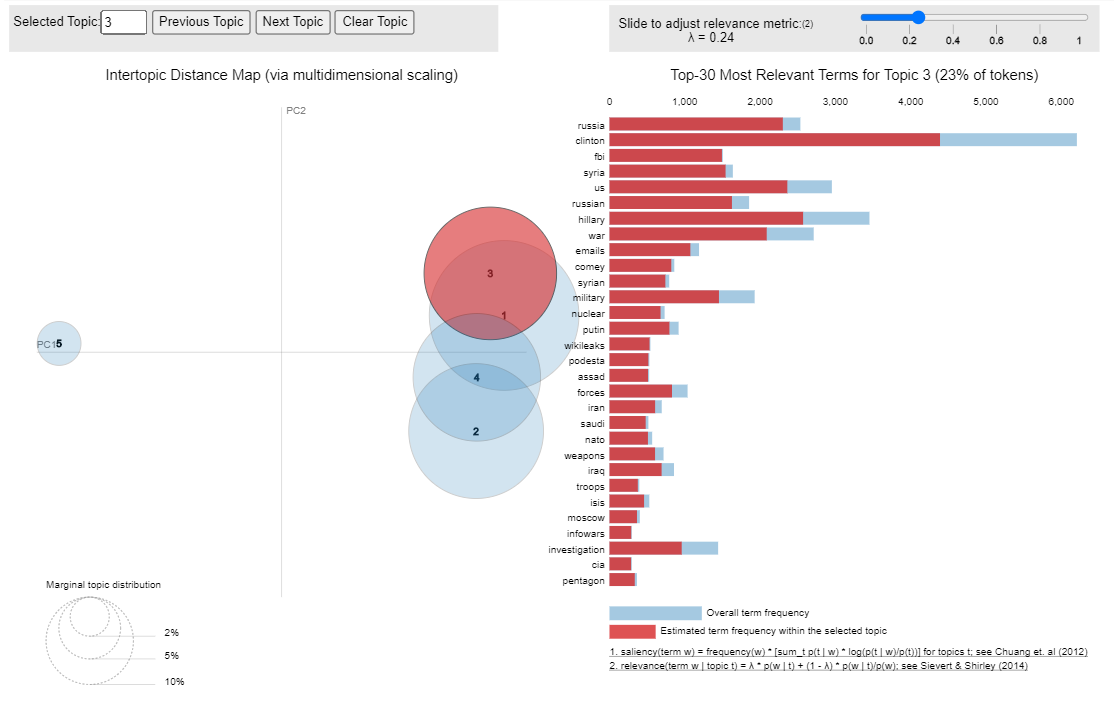 Selected Topic: 3 Previous Topic Next Topic Clear Topic
Slide to adjust relevance metric:(2)
λ = 0.24
0.0 0.2 0.4 0.6 0.8 1
Intertopic Distance Map (via multidimensional scaling)
PC2
PC1
5
3
1
4
2
Marginal topic distribution
2%
5%
10%
Top-30 Most Relevant Terms for Topic 3 (23% of tokens)
0 1,000 2,000 3,000 4,000 5,000 6,000
russia
clinton
fbi
syria
us
russian
hillary
war
emails
comey
syrian
military
nuclear
putin
wikileaks
podesta
assad
forces
iran
saudi
nato
weapons
iraq
troops
isis
moscow
infowars
investigation
cia
pentagon
Overall term frequency
Estimated term frequency within the selected topic
1. saliency(term w) = frequency(w) * [sum_t p(t | w) * log(p(t | w)/p(t))] for topics t; see Chuang et. al (2012)
2. relevance(term w | topic t) = λ * p(w | t) + (1 - λ) * p(w | t)/p(w); see Sievert & Shirley (2014)